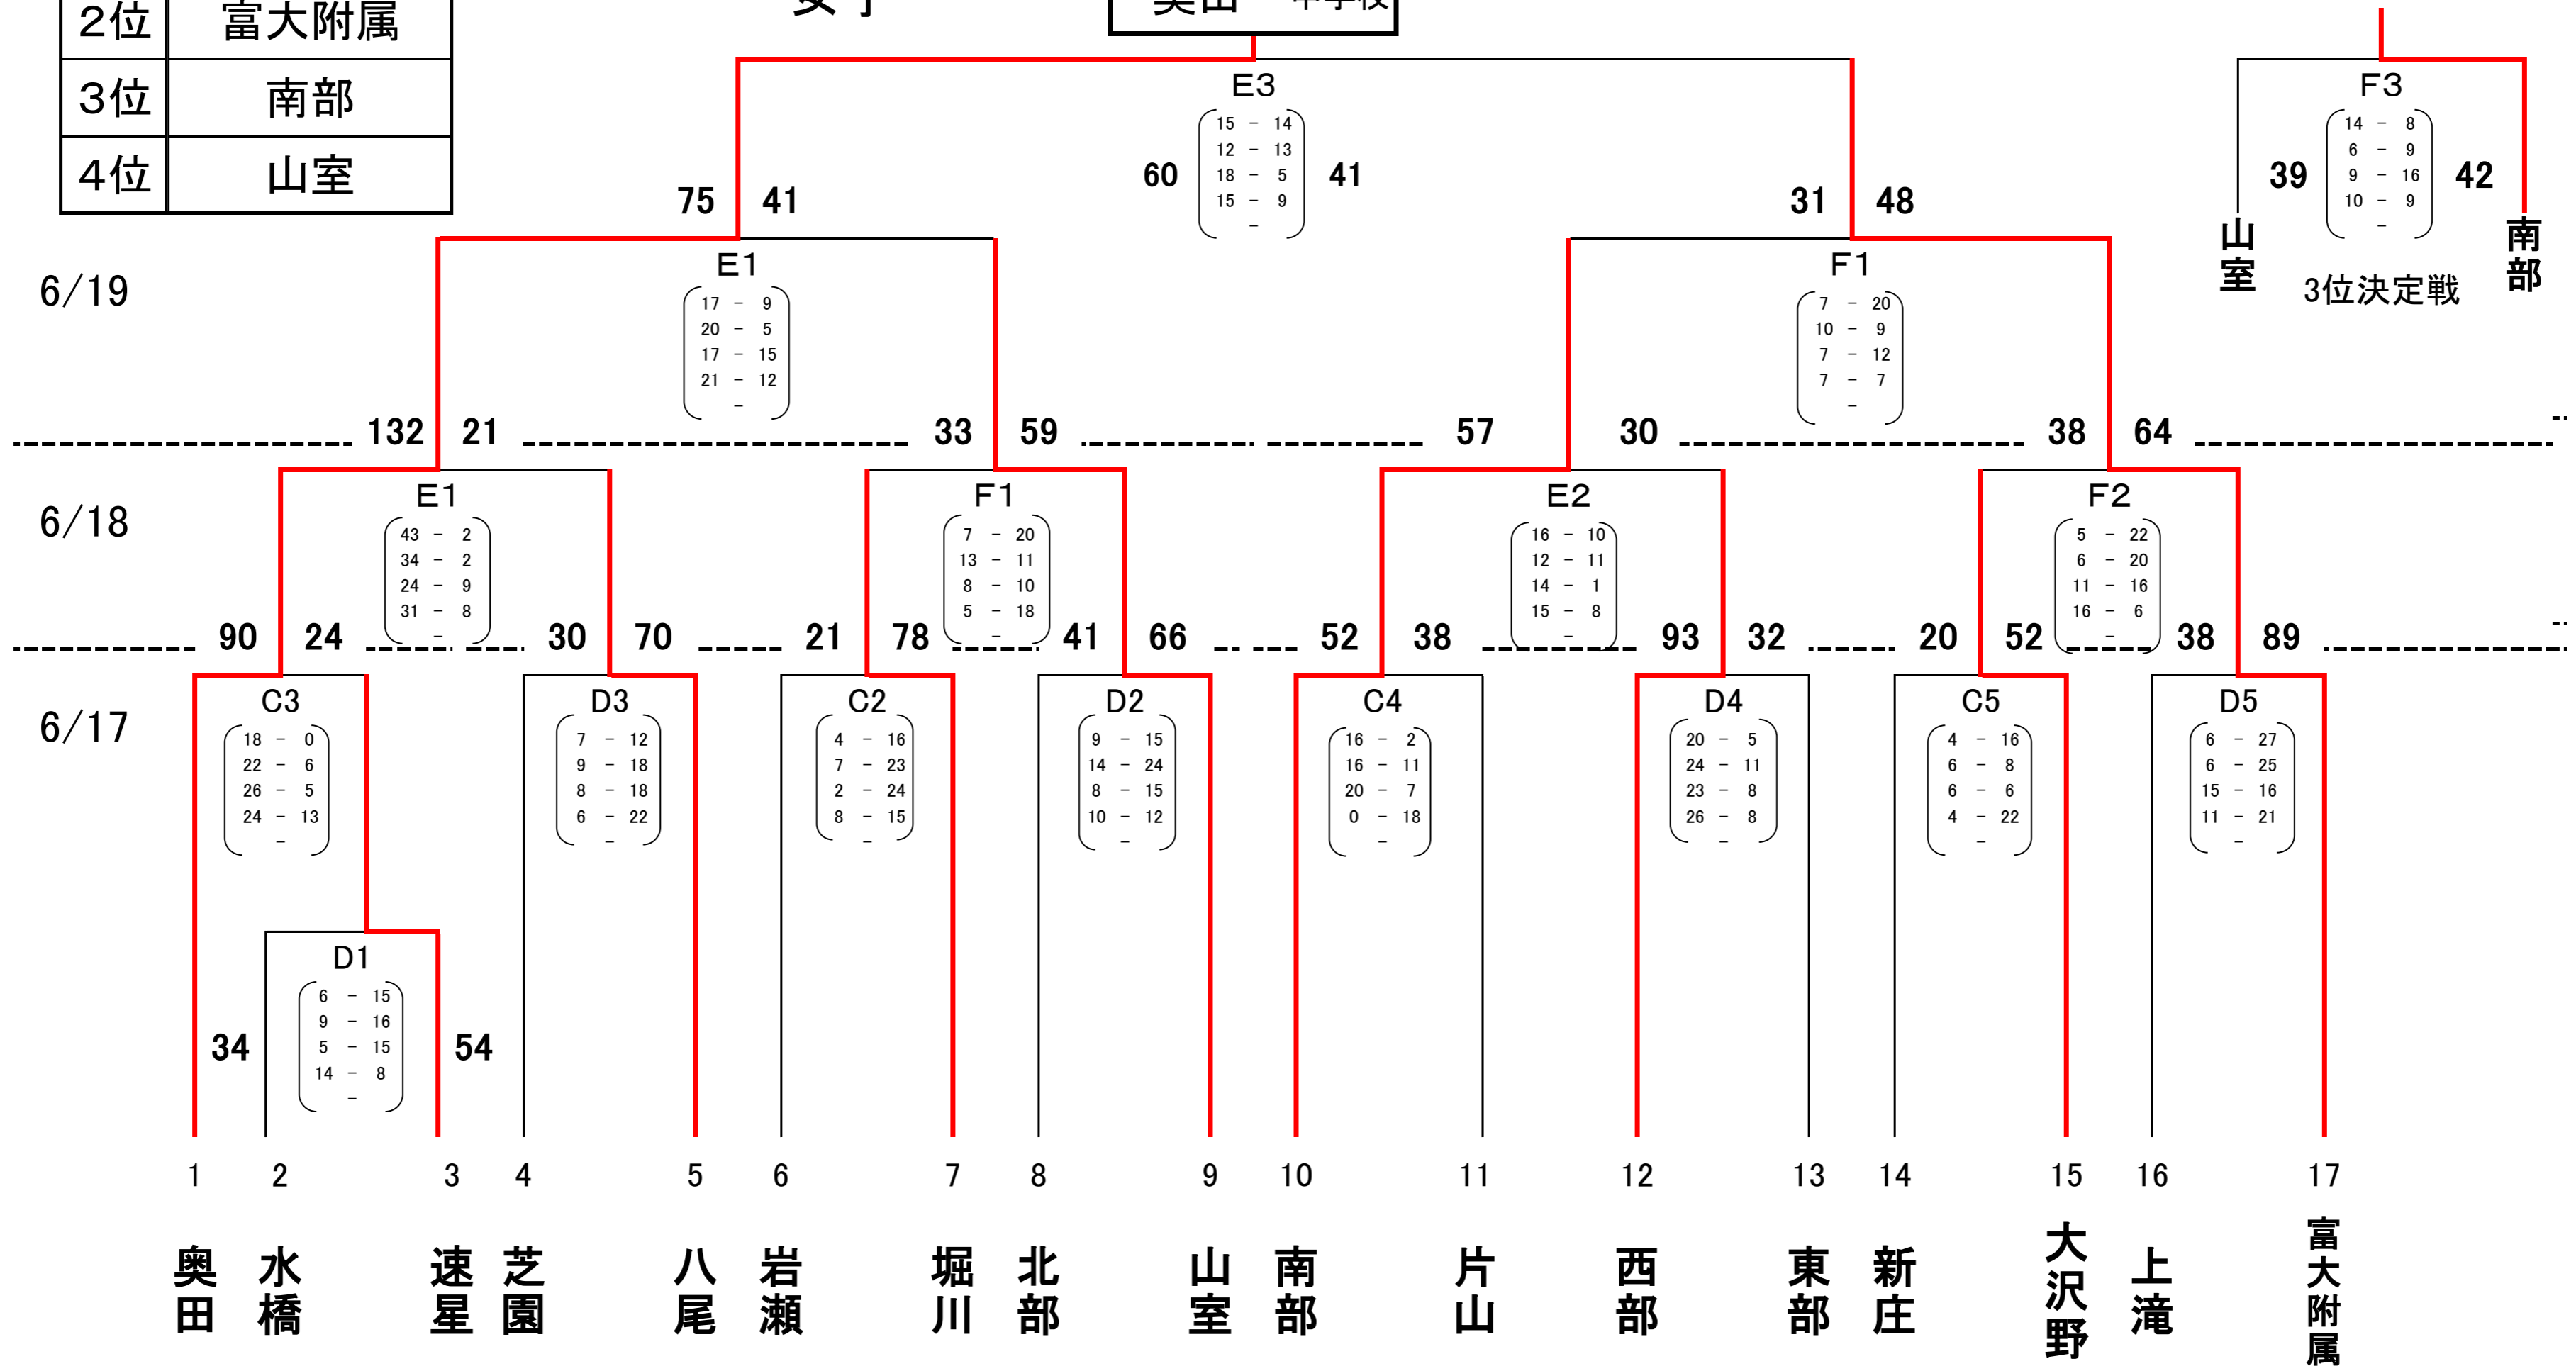 2位 富大附属
女子
奥田 中学校
3位 南部
4位 山室
E3
15 - 14
12 - 13
60 18 - 5 41
15 - 9
-
F3
14 - 8
6 - 9
39 9 - 16 42
10 - 9
-
山室
南部
3位決定戦
75 41
31 48
6/19
E1
17 - 9
20 - 5
17 - 15
21 - 12
-
F1
7 - 20
10 - 9
7 - 12
7 - 7
-
132 21
33 59
57 30
38 64
6/18
E1
43 - 2
34 - 2
24 - 9
31 - 8
-
F1
7 - 20
13 - 11
8 - 10
5 - 18
-
E2
16 - 10
12 - 11
14 - 1
15 - 8
-
F2
5 - 22
6 - 20
11 - 16
16 - 6
-
90 24
30 70
21 78
41 66
52 38
93 32
20 52
38 89
6/17
C3
18 - 0
22 - 6
26 - 5
24 - 13
-
D3
7 - 12
9 - 18
8 - 18
6 - 22
-
C2
4 - 16
7 - 23
2 - 24
8 - 15
-
D2
9 - 15
14 - 24
8 - 15
10 - 12
-
C4
16 - 2
16 - 11
20 - 7
0 - 18
-
D4
20 - 5
24 - 11
23 - 8
26 - 8
-
C5
4 - 16
6 - 8
6 - 6
4 - 22
-
D5
6 - 27
6 - 25
15 - 16
11 - 21
-
D1
6 - 15
9 - 16
34 5 - 15 54
14 - 8
-
1 2 3 4 5 6 7 8 9 10 11 12 13 14 15 16 17
奥田
水橋
速星
芝園
八尾
岩瀬
堀川
北部
山室
南部
片山
西部
東部
新庄
大沢野
上滝
富大附属